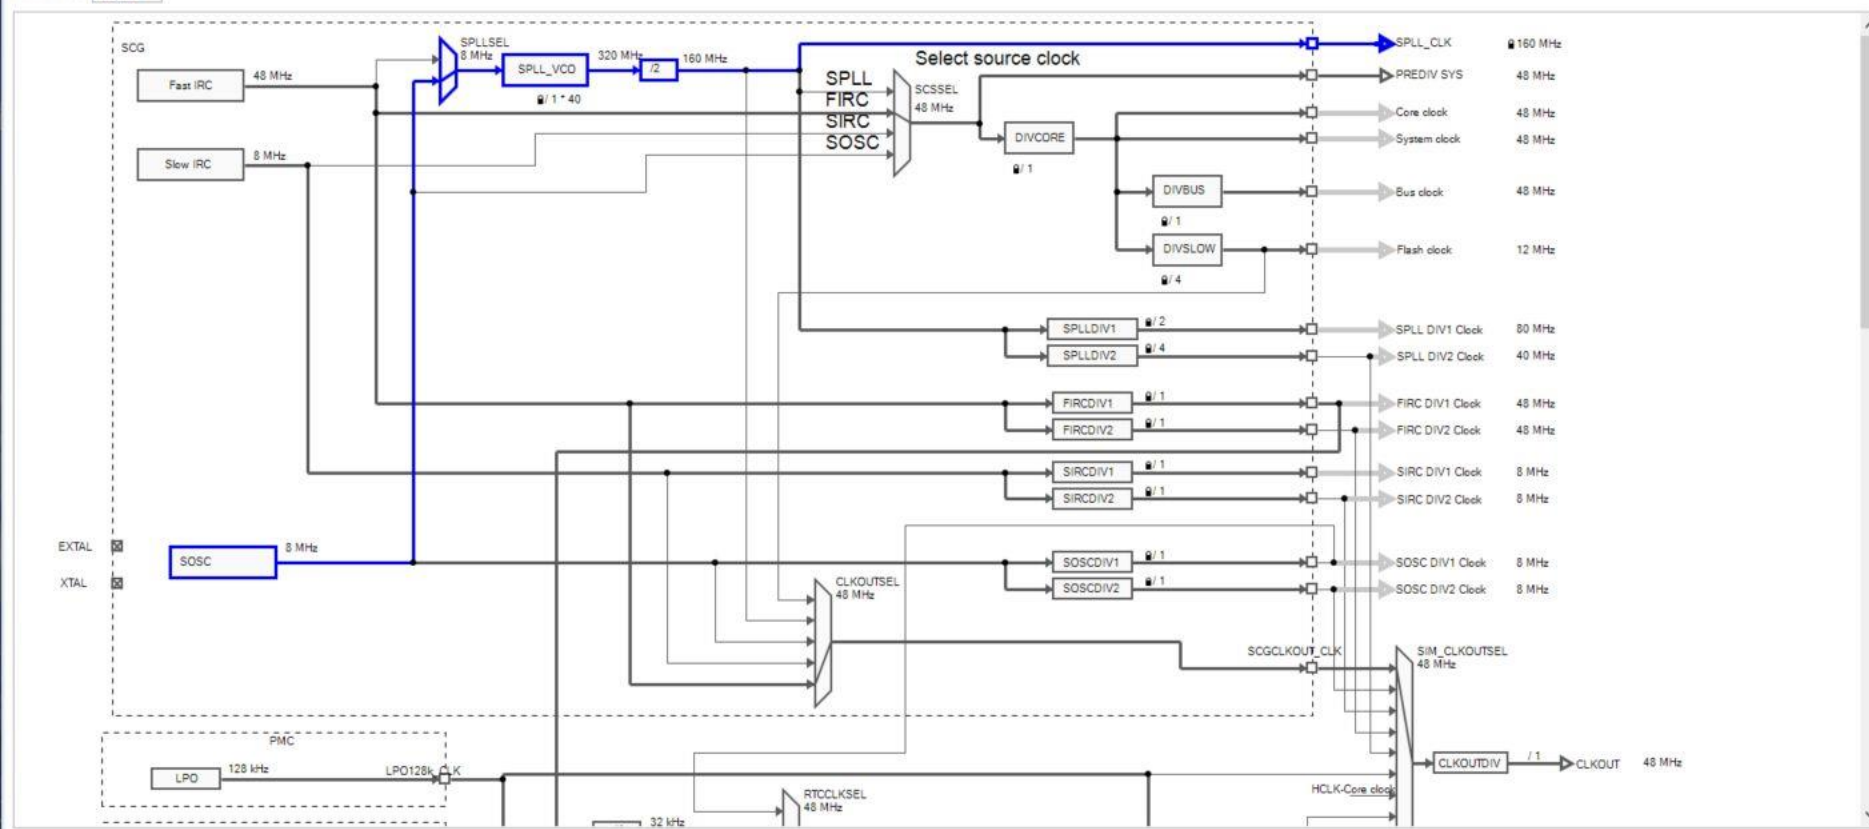 SCG
SPLLSEL
8 MHz
320 MHz
160 MHz
SPLL_VCO
/2
/ 1 * 40
Fast IRC
48 MHz
Select source clock
SPLL
FIRC
SIRC
SOSC
SCSSEL
48 MHz
SPLL_CLK
160 MHz
PREDIV SYS
48 MHz
Core clock
48 MHz
DIVCORE
/ 1
System clock
48 MHz
Slow IRC
8 MHz
DIVBUS
/ 1
Bus clock
48 MHz
DIVSLOW
/ 4
Flash clock
12 MHz
SPLLDIV1
/ 2
SPLL DIV1 Clock
80 MHz
SPLLDIV2
/ 4
SPLL DIV2 Clock
40 MHz
FIRCDIV1
/ 1
FIRC DIV1 Clock
48 MHz
FIRCDIV2
/ 1
FIRC DIV2 Clock
48 MHz
SIRCDIV1
/ 1
SIRC DIV1 Clock
8 MHz
SIRCDIV2
/ 1
SIRC DIV2 Clock
8 MHz
EXTAL
XTAL
SOSC
8 MHz
SOSCDIV1
/ 1
SOSC DIV1 Clock
8 MHz
SOSCDIV2
/ 1
SOSC DIV2 Clock
8 MHz
CLKOUTSEL
48 MHz
SCGCLKOUT_CLK
SIM_CLKOUTSEL
48 MHz
PMC
LPO
128 kHz
LPO128k_CLK
CLKOUTDIV
/ 1
CLKOUT
48 MHz
RTCCLKSEL
48 MHz
HCLK-Core clock
32 kHz